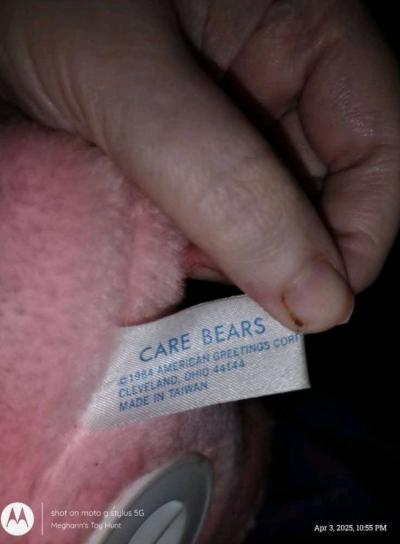 CARE BEARS
©1984 AMERICAN GREETINGS CORP
CLEVELAND, OHIO 44144
MADE IN TAIWAN
shot on moto g stylus 5G
Meghann's Toy Hunt
Apr 3, 2025, 10:55 PM